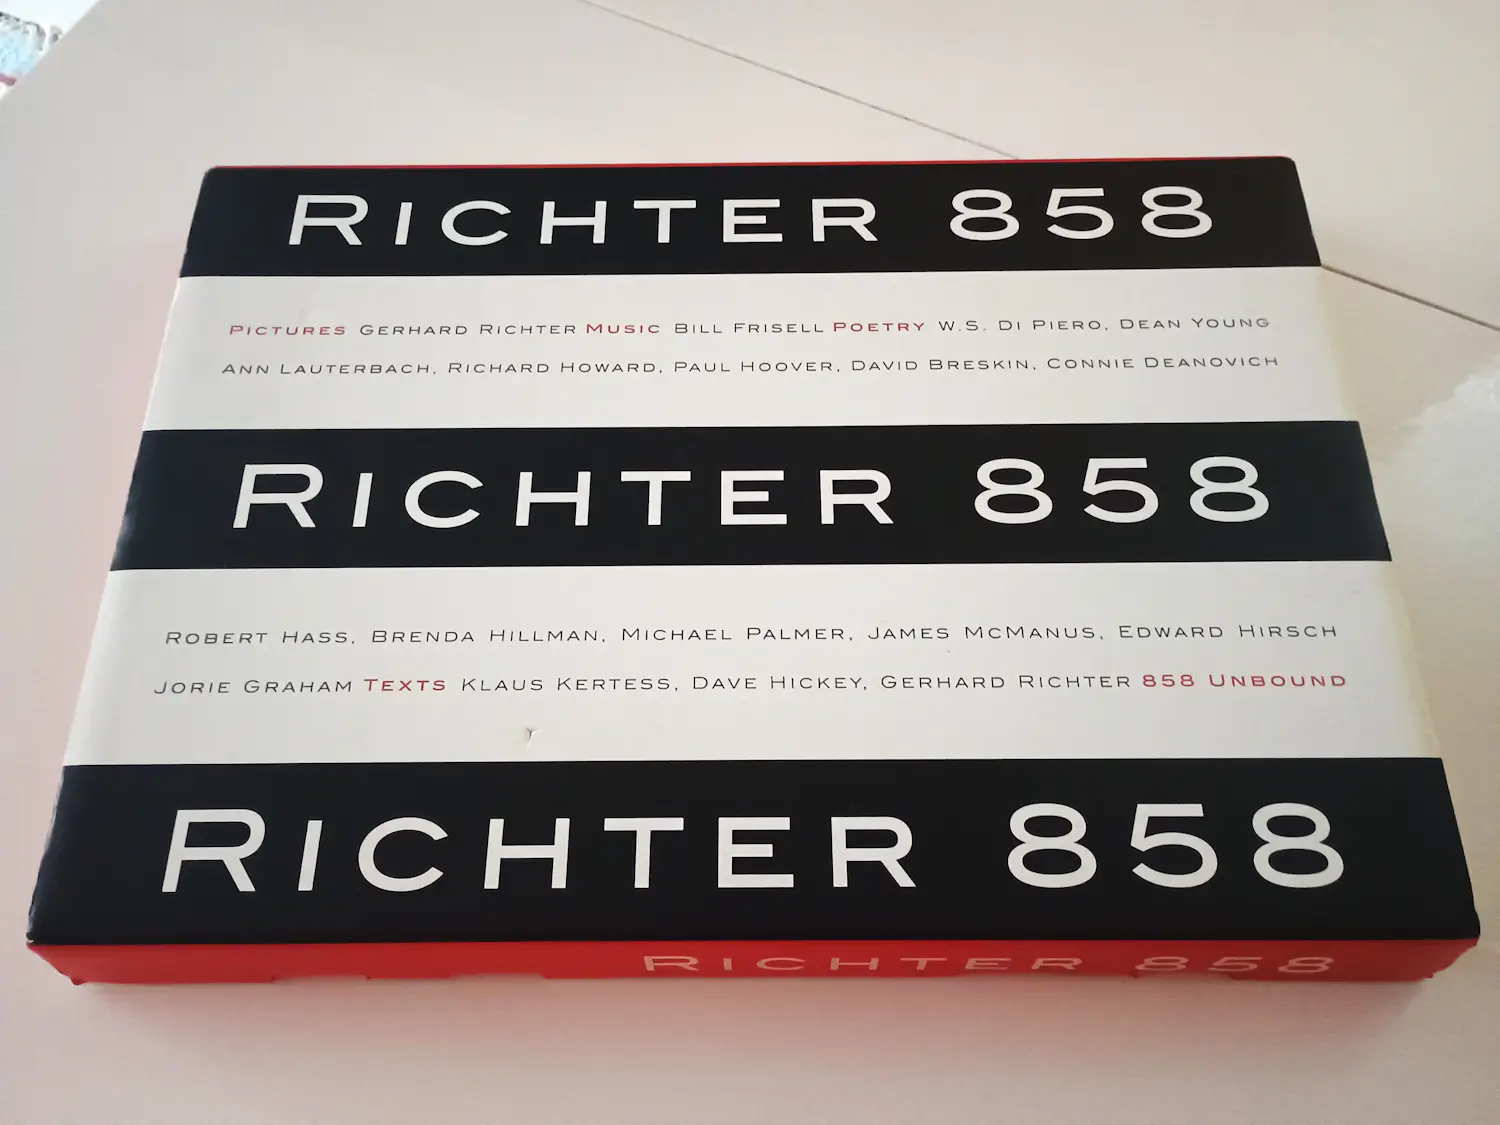 RICHTER 858
PICTURES GERHARD RICHTER MUSIC BILL FRISELL POETRY W.S. DI PIERO, DEAN YOUNG
ANN LAUTERBACH, RICHARD HOWARD, PAUL HOOVER, DAVID BRESKIN, CONNIE DEANOVICH
RICHTER 858
ROBERT HASS, BRENDA HILLMAN, MICHAEL PALMER, JAMES MCMANUS, EDWARD HIRSCH
JORIE GRAHAM TEXTS KLAUS KERTESS, DAVE HICKEY, GERHARD RICHTER 858 UNBOUND
RICHTER 858
RICHTER 858